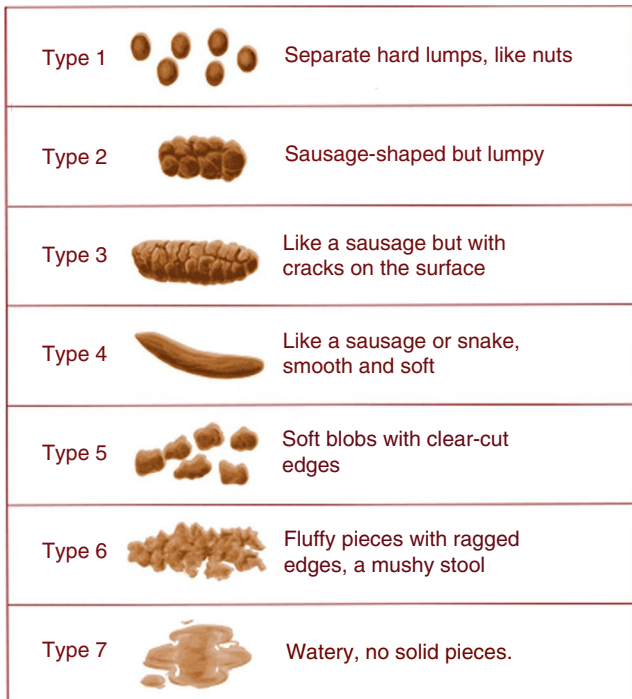 Type 1
Separate hard lumps, like nuts
Type 2
Sausage-shaped but lumpy
Type 3
Like a sausage but with
cracks on the surface
Type 4
Like a sausage or snake,
smooth and soft
Type 5
Soft blobs with clear-cut
edges
Type 6
Fluffy pieces with ragged
edges, a mushy stool
Type 7
Watery, no solid pieces.